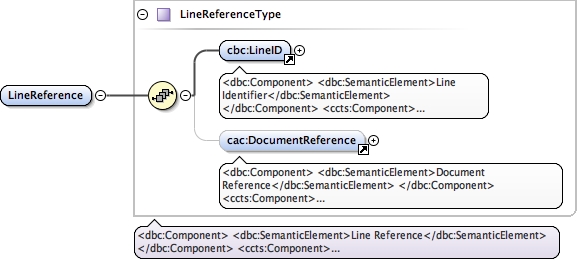 LineReferenceType
cbc:LineID
<dbc:Component> <dbc:SemanticElement>Line
Identifier</dbc:SemanticElement>
</dbc:Component> <ccts:Component>...
LineReference
cac:DocumentReference
<dbc:Component> <dbc:SemanticElement>Document
Reference</dbc:SemanticElement> </dbc:Component>
<ccts:Component>...
<dbc:Component> <dbc:SemanticElement>Line Reference</dbc:SemanticElement>
</dbc:Component> <ccts:Component>...